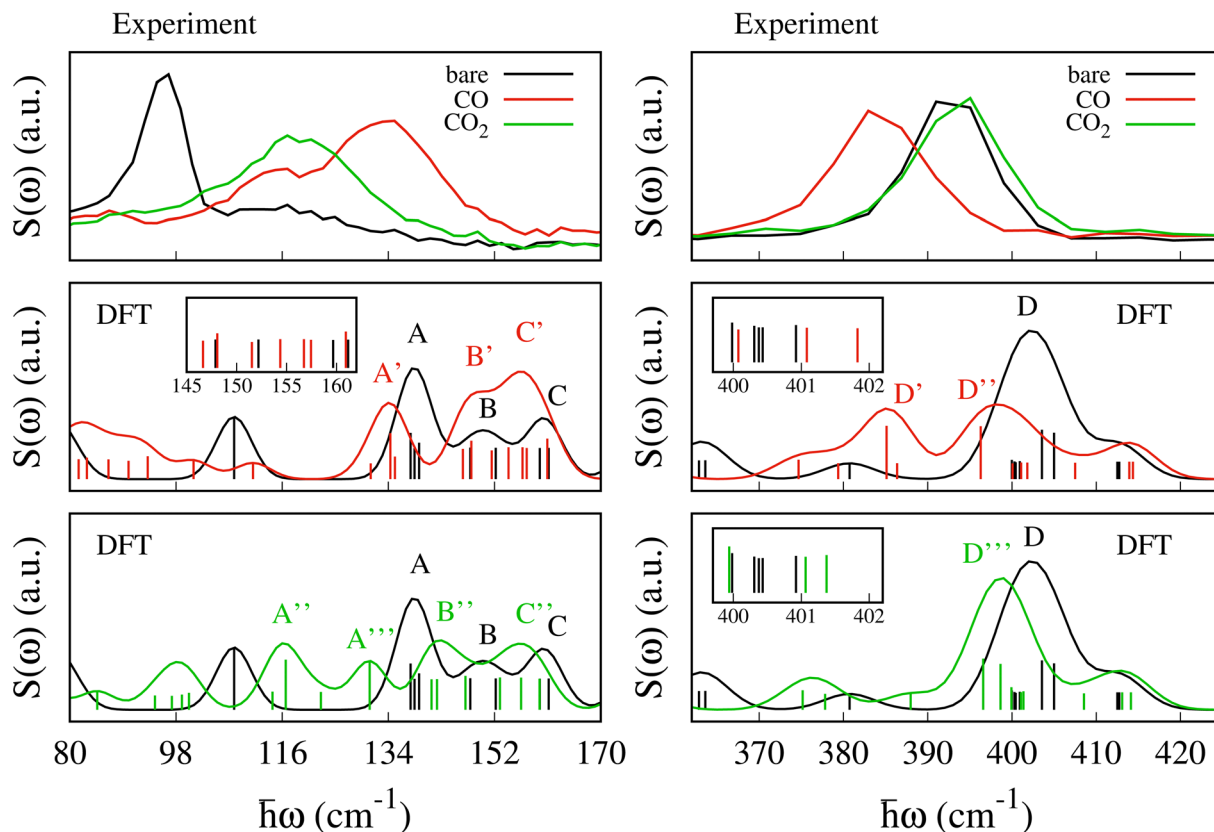 Experiment
Experiment
S(ω) (a.u.)
bare
CO
CO2
S(ω) (a.u.)
bare
CO
CO2
S(ω) (a.u.)
DFT
145 150 155 160
A'
A
B'
B
C'
C
S(ω) (a.u.)
400 401 402
D'
D''
D
DFT
S(ω) (a.u.)
DFT
A''
A'''
A
B''
B
C''
C
S(ω) (a.u.)
400 401 402
D'''
D
DFT
80 98 116 134 152 170
370 380 390 400 410 420
ħω (cm-1)
ħω (cm-1)